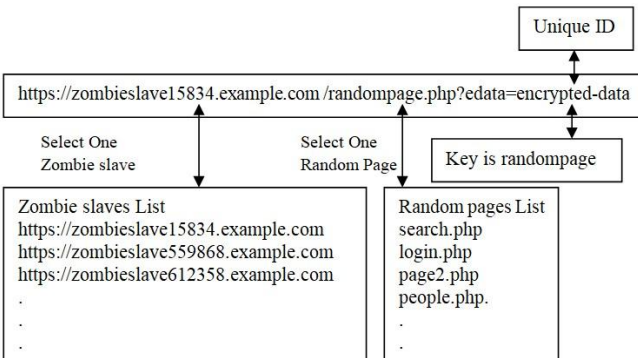 Unique ID
https://zombieslave15834.example.com /randompage.php?edata=encrypted-data
Select One
Zombie slave
Select One
Random Page
Key is randompage
Zombie slaves List
https://zombieslave15834.example.com
https://zombieslave559868.example.com
https://zombieslave612358.example.com
.
.
.
Random pages List
search.php
login.php
page2.php
people.php.
.
.